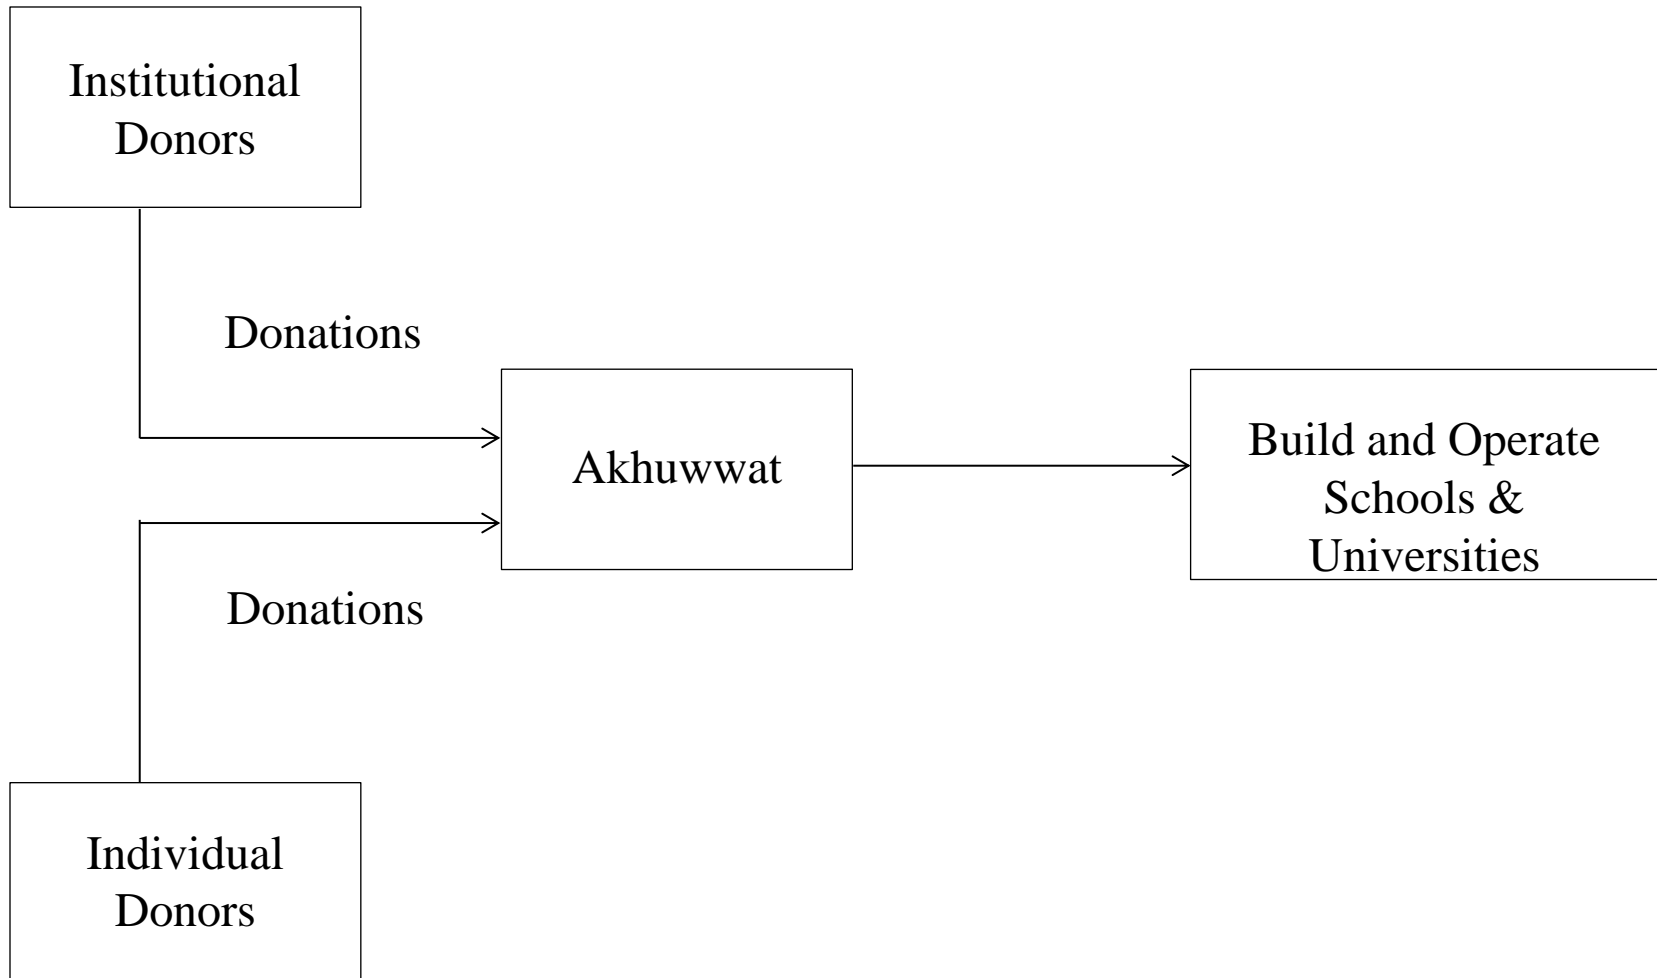 Institutional
Donors
Donations
Akhuwwat
Build and Operate
Schools &
Universities
Donations
Individual
Donors